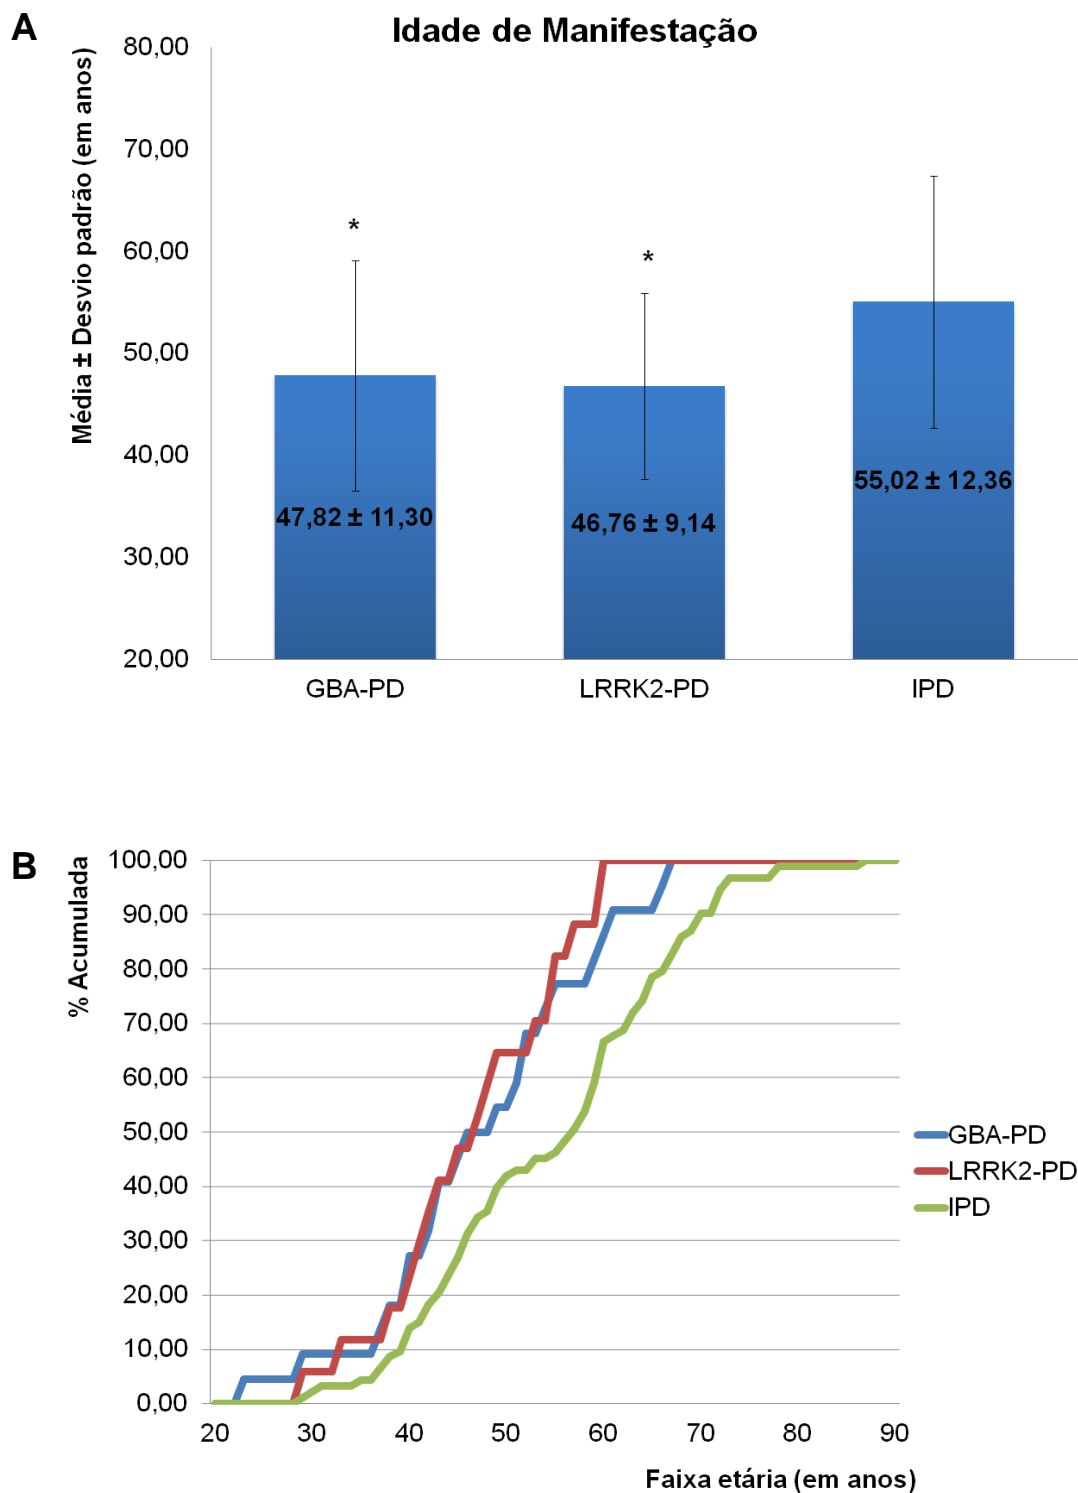 A
Idade de Manifestação
Média ± Desvio padrão (em anos)
80,00
70,00
60,00
50,00
40,00
30,00
20,00
*
*
47,82 ± 11,30
46,76 ± 9,14
55,02 ± 12,36
GBA-PD
LRRK2-PD
IPD
B
% Acumulada
100,00
90,00
80,00
70,00
60,00
50,00
40,00
30,00
20,00
10,00
0,00
20
30
40
50
60
70
80
90
Faixa etária (em anos)
GBA-PD
LRRK2-PD
IPD